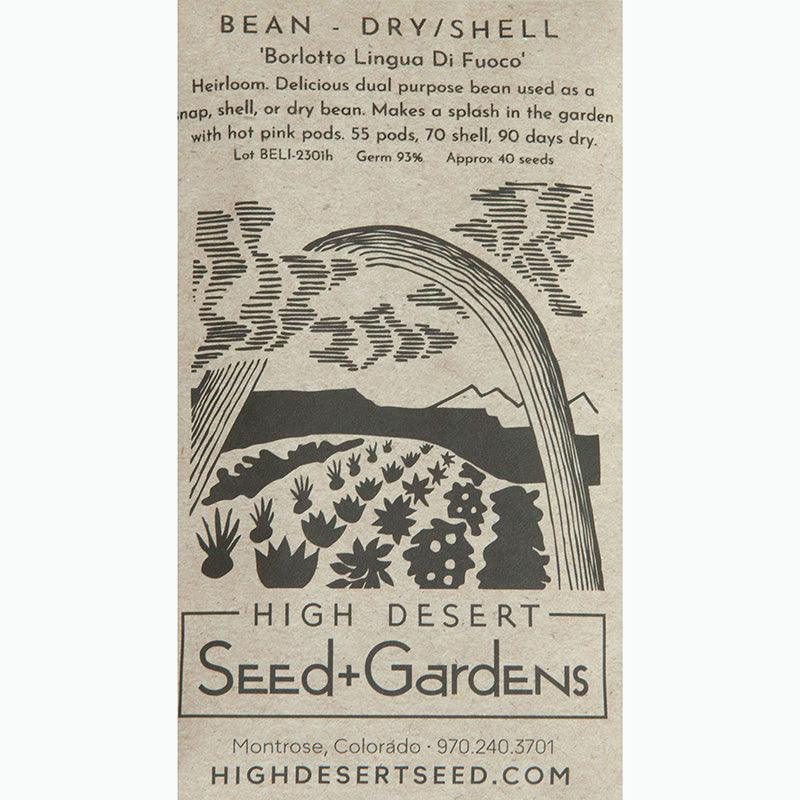 BEAN - DRY/SHELL
'Borlotto Lingua Di Fuoco'
Heirloom. Delicious dual purpose bean used as a
snap, shell, or dry bean. Makes a splash in the garden
with hot pink pods. 55 pods, 70 shell, 90 days dry.
Lot BELI-2301h Germ 93% Approx 40 seeds
HIGH DESERT
SEEd+GardENS
Montrose, Colorado · 970.240.3701
HIGHDESERTSEED.COM